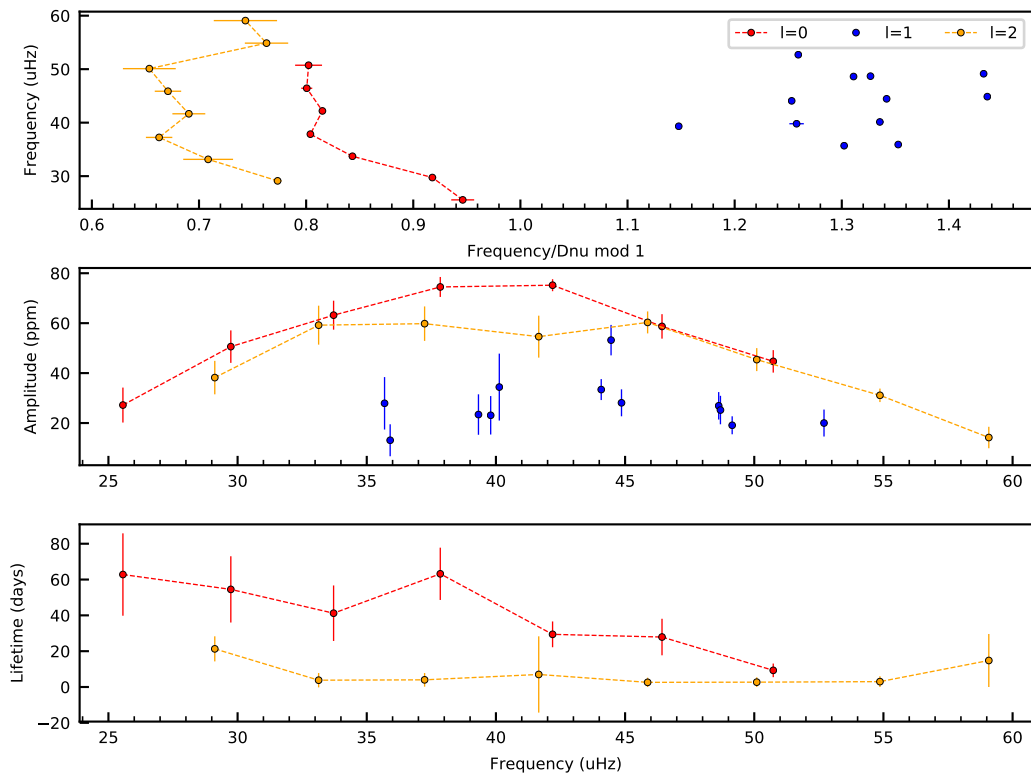 60
50
40
30
Frequency (uHz)
l=0 l=1 l=2
0.6 0.7 0.8 0.9 1.0 1.1 1.2 1.3 1.4
Frequency/Dnu mod 1
80
60
40
20
Amplitude (ppm)
25 30 35 40 45 50 55 60
80
60
40
20
0
−20
Lifetime (days)
25 30 35 40 45 50 55 60
Frequency (uHz)